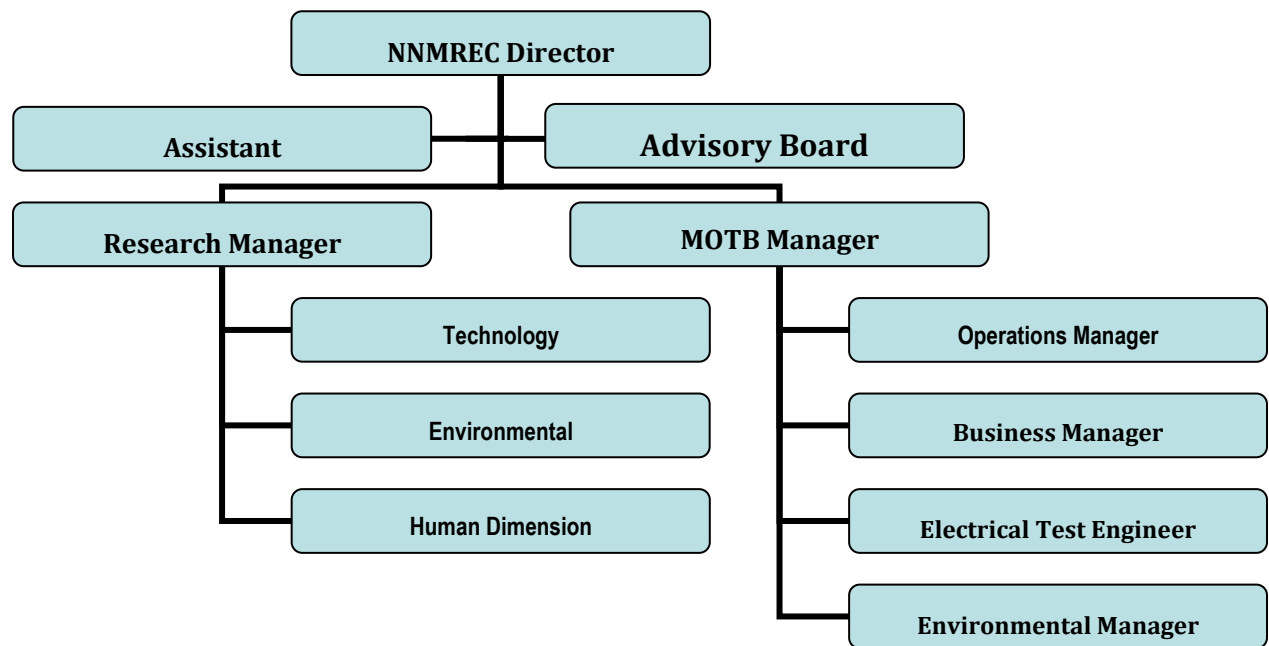 NNMREC Director
Assistant
Advisory Board
Research Manager
MOTB Manager
Technology
Operations Manager
Environmental
Business Manager
Human Dimension
Electrical Test Engineer
Environmental Manager